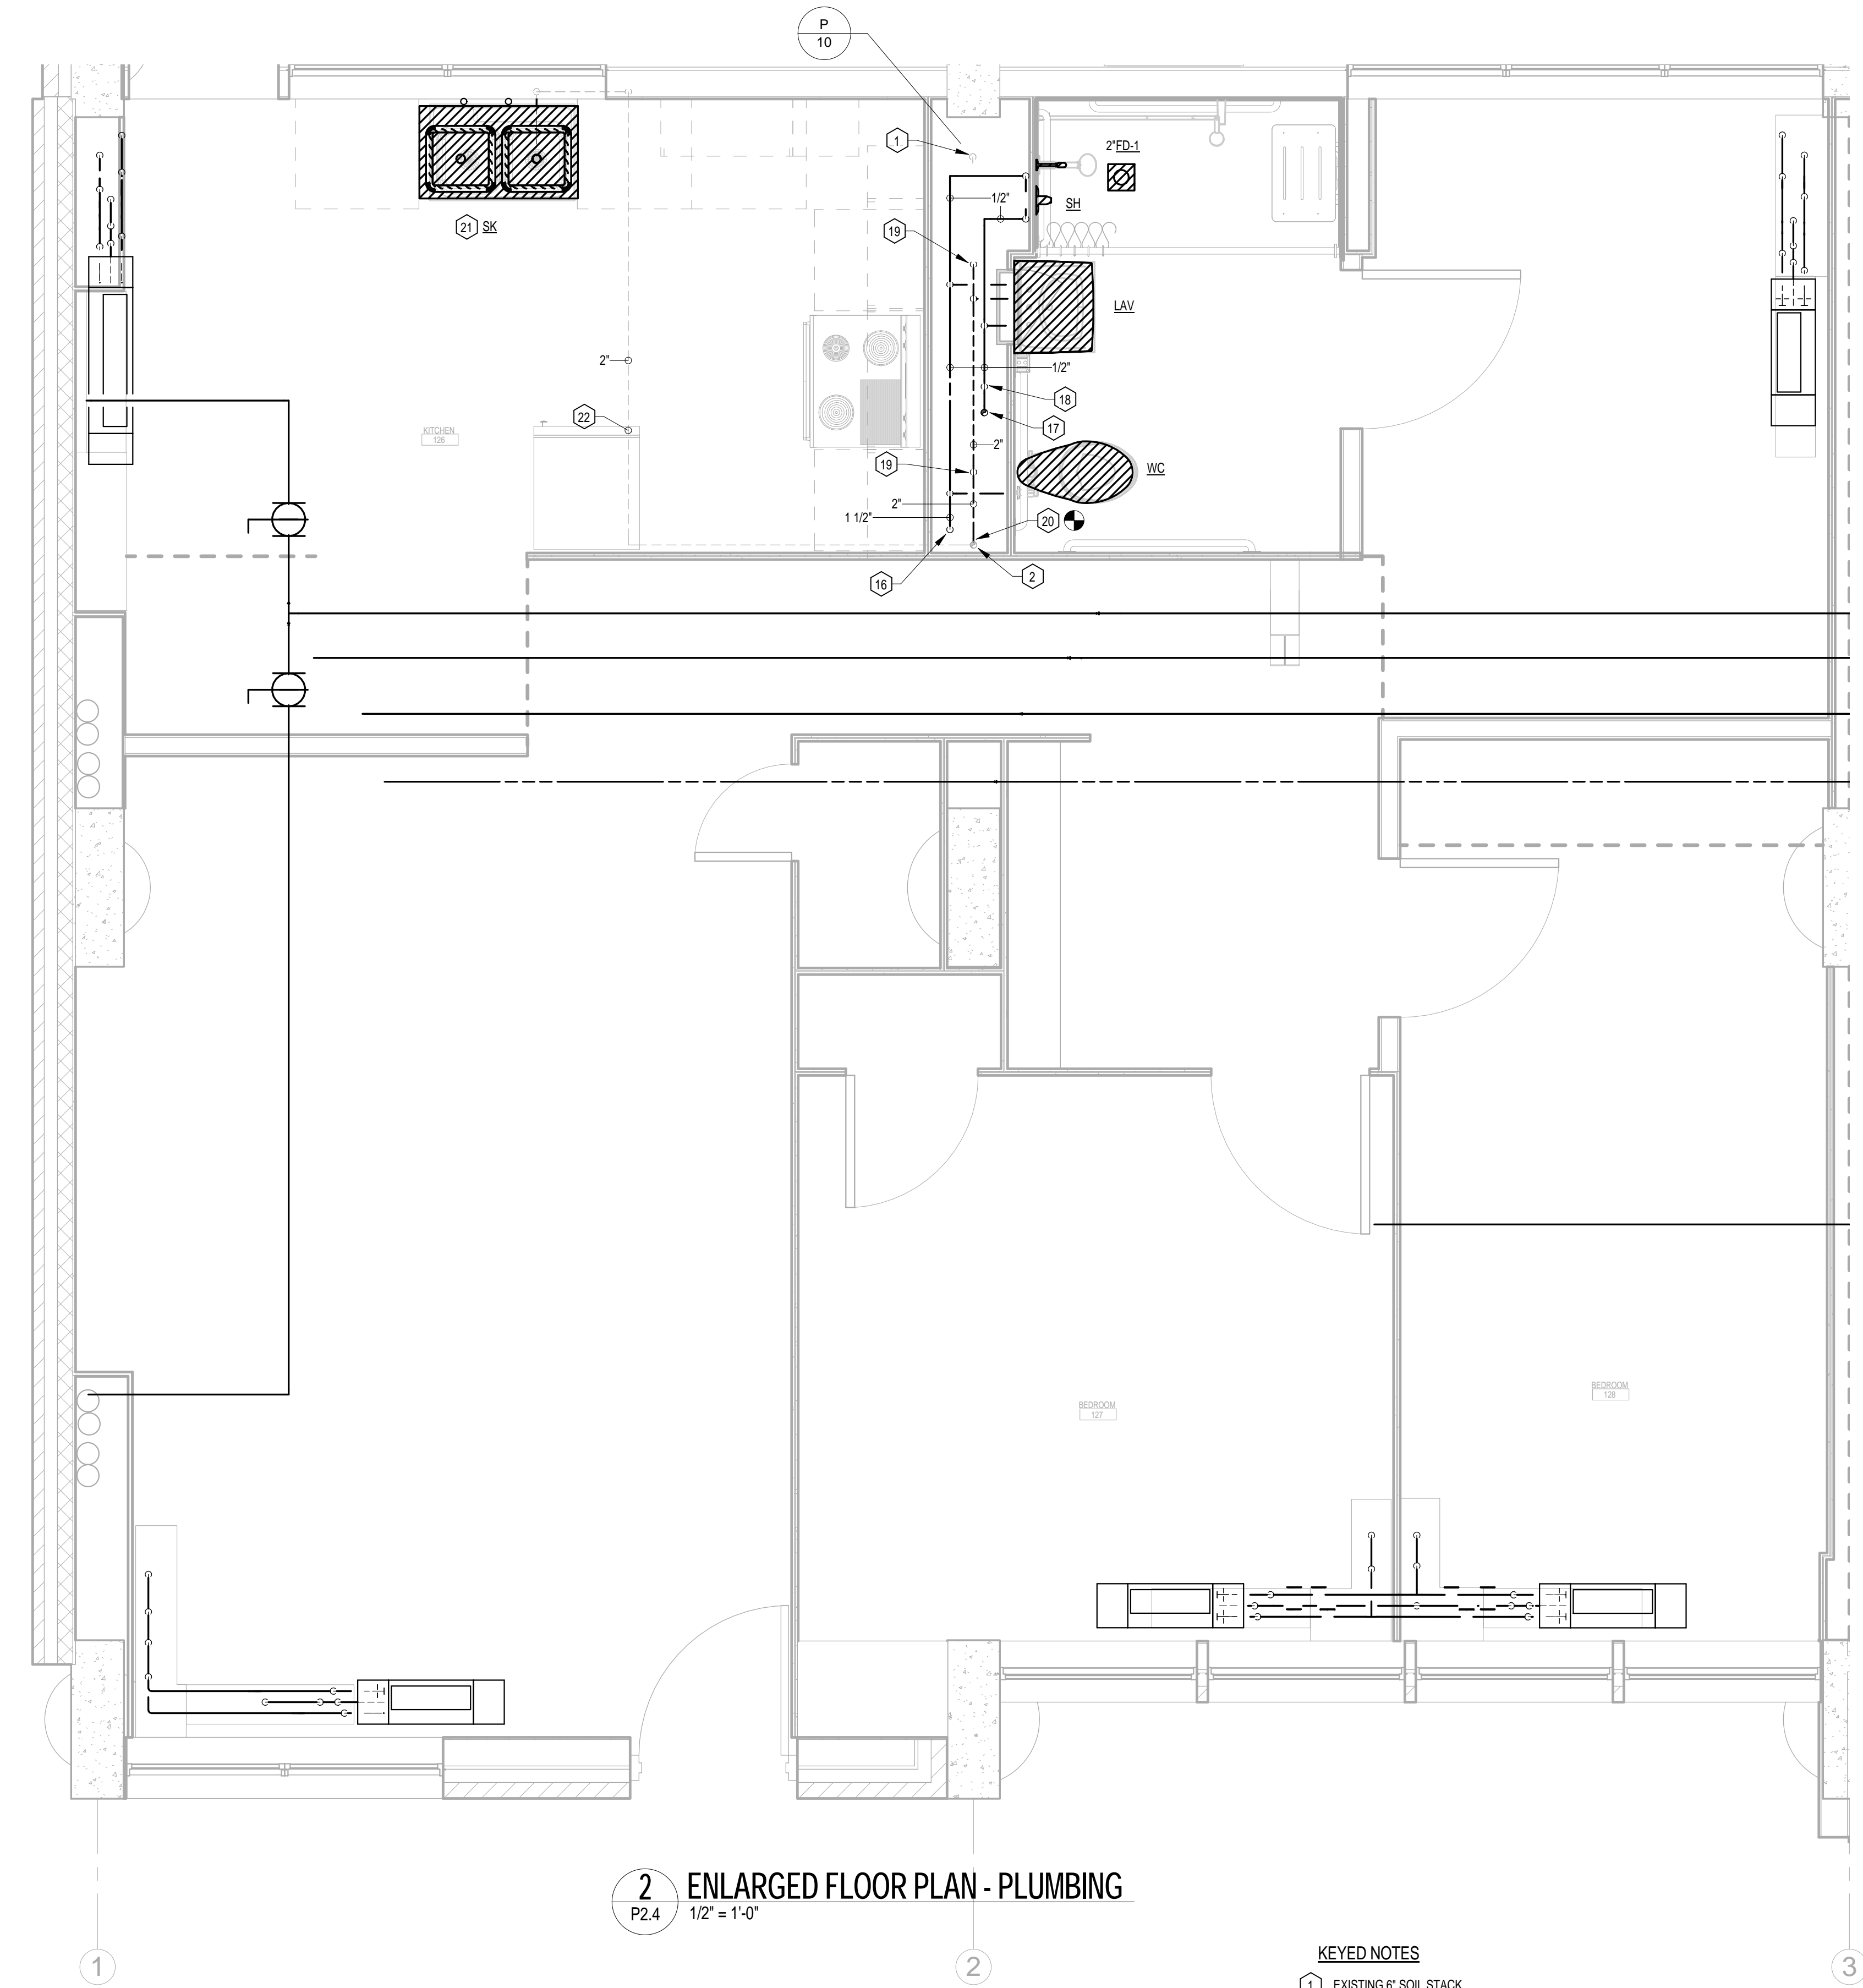 P
10
1
2"FD-1
1/2"
SH
19
21 SK
LAV
2"
1/2"
18
22
17
KITCHEN
126
2"
19
WC
2"
1 1/2"
20
16
2
BEDROOM
127
BEDROOM
128
2
P2.4
ENLARGED FLOOR PLAN - PLUMBING
1/2" = 1'-0"
1
2
3
KEYED NOTES
1 EXISTING 6" SOIL STACK